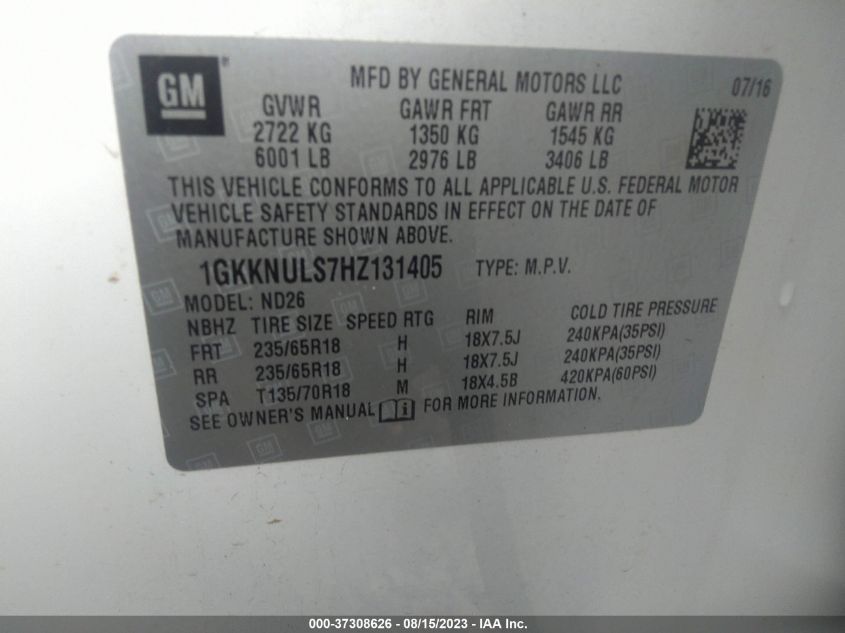 GM®
MFD BY GENERAL MOTORS LLC 07/16
GVWR GAWR FRT GAWR RR
2722 KG 1350 KG 1545 KG
6001 LB 2976 LB 3406 LB
THIS VEHICLE CONFORMS TO ALL APPLICABLE U.S. FEDERAL MOTOR
VEHICLE SAFETY STANDARDS IN EFFECT ON THE DATE OF
MANUFACTURE SHOWN ABOVE.
1GKKNULS7HZ131405 TYPE: M.P.V.
MODEL: ND26
NBHZ TIRE SIZE SPEED RTG RIM COLD TIRE PRESSURE
FRT 235/65R18 H 18X7.5J 240KPA(35PSI)
RR 235/65R18 H 18X7.5J 240KPA(35PSI)
SPA T135/70R18 M 18X4.5B 420KPA(60PSI)
SEE OWNER'S MANUAL FOR MORE INFORMATION.
000-37308626 - 08/15/2023 - IAA Inc.